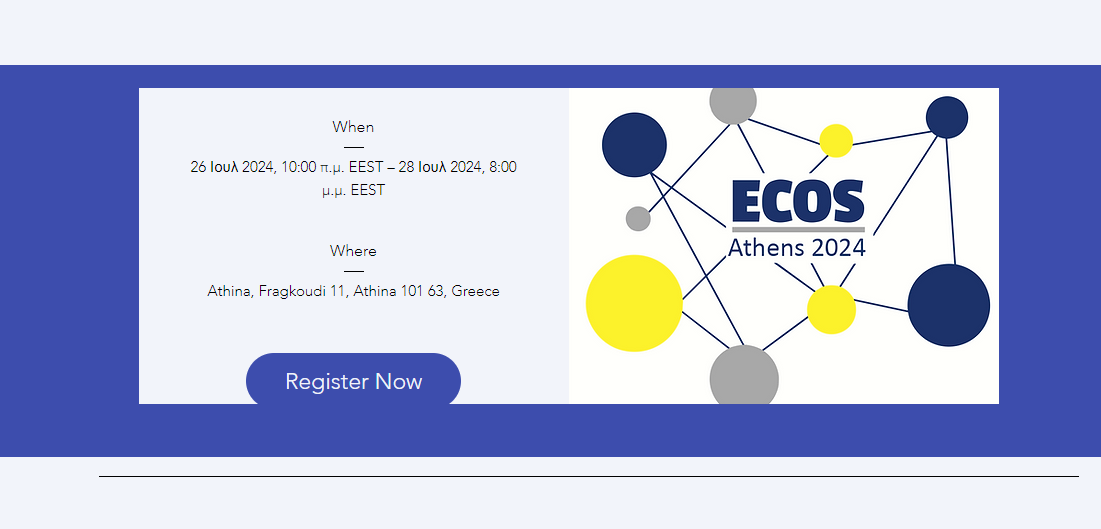 When
26 Ιουλ 2024, 10:00 π.μ. EEST – 28 Ιουλ 2024, 8:00
μ.μ. EEST
Where
Athina, Fragkoudi 11, Athina 101 63, Greece
Register Now
ECOS
Athens 2024